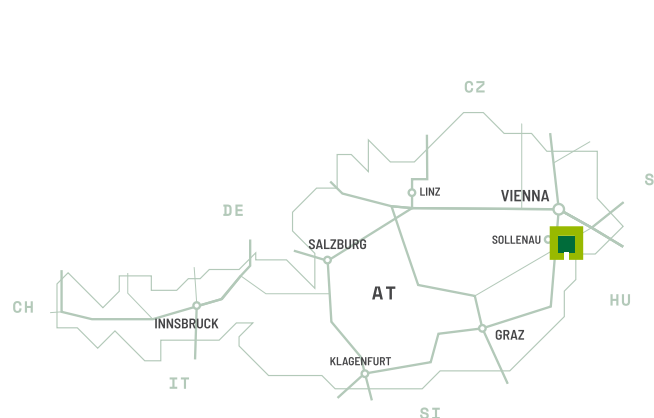 CZ
S
LINZ
VIENNA
DE
SOLLENAU
SALZBURG
AT
HU
CH
INNSBRUCK
GRAZ
KLAGENFURT
IT
SI